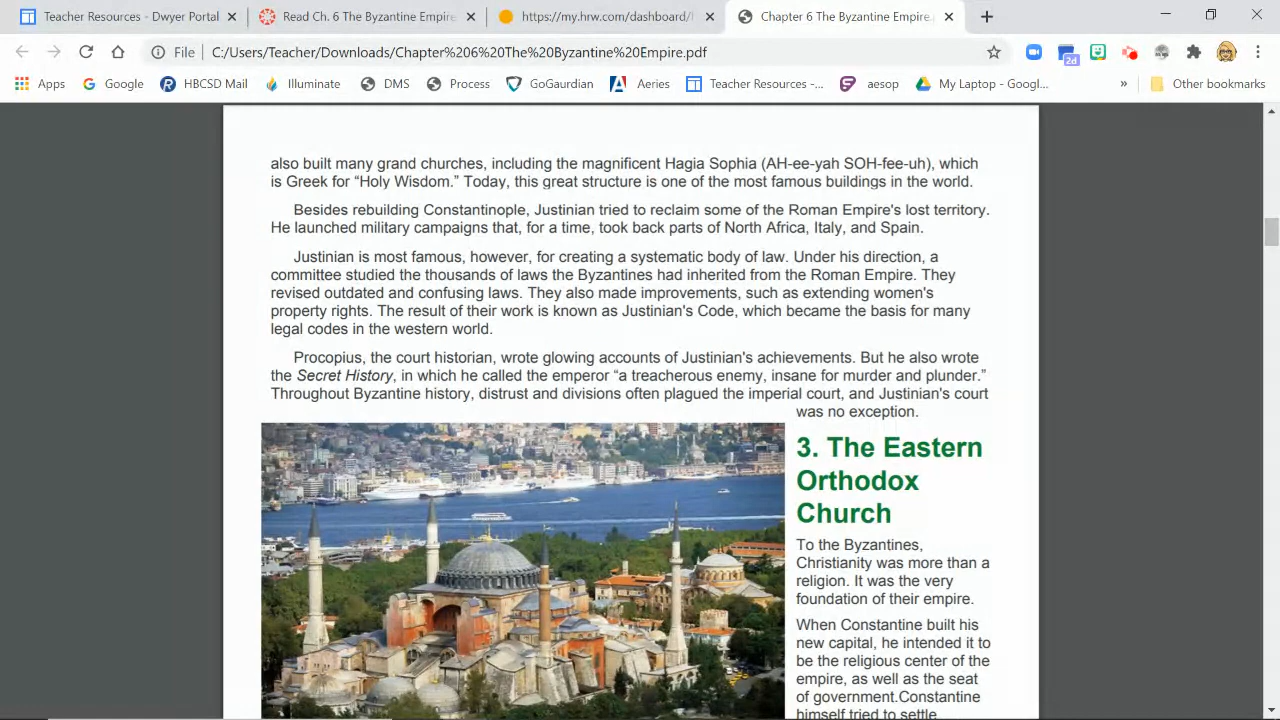 Teacher Resources - Dwyer Portal
Read Ch. 6 The Byzantine Empire
https://my.hrw.com/dashboard/
Chapter 6 The Byzantine Empire.
File
C:/Users/Teacher/Downloads/Chapter%206%20The%20Byzantine%20Empire.pdf
2d
Apps
Google
HBCSD Mail
Illuminate
DMS
Process
GoGaurdian
Aeries
Teacher Resources -...
aesop
My Laptop - Googl...
»
Other bookmarks
also built many grand churches, including the magnificent Hagia Sophia (AH-ee-yah SOH-fee-uh), which
is Greek for “Holy Wisdom.” Today, this great structure is one of the most famous buildings in the world.
Besides rebuilding Constantinople, Justinian tried to reclaim some of the Roman Empire's lost territory.
He launched military campaigns that, for a time, took back parts of North Africa, Italy, and Spain.
Justinian is most famous, however, for creating a systematic body of law. Under his direction, a
committee studied the thousands of laws the Byzantines had inherited from the Roman Empire. They
revised outdated and confusing laws. They also made improvements, such as extending women's
property rights. The result of their work is known as Justinian's Code, which became the basis for many
legal codes in the western world.
Procopius, the court historian, wrote glowing accounts of Justinian's achievements. But he also wrote
the Secret History, in which he called the emperor “a treacherous enemy, insane for murder and plunder.”
Throughout Byzantine history, distrust and divisions often plagued the imperial court, and Justinian's court
was no exception.
3. The Eastern
Orthodox
Church
To the Byzantines,
Christianity was more than a
religion. It was the very
foundation of their empire.
When Constantine built his
new capital, he intended it to
be the religious center of the
empire, as well as the seat
of government.Constantine
himself tried to settle